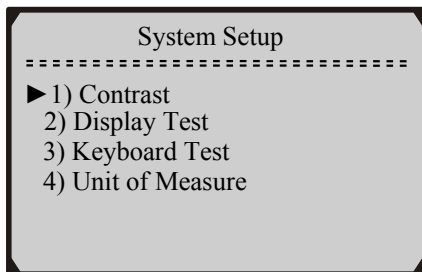 System Setup
==============================
►1) Contrast
2) Display Test
3) Keyboard Test
4) Unit of Measure